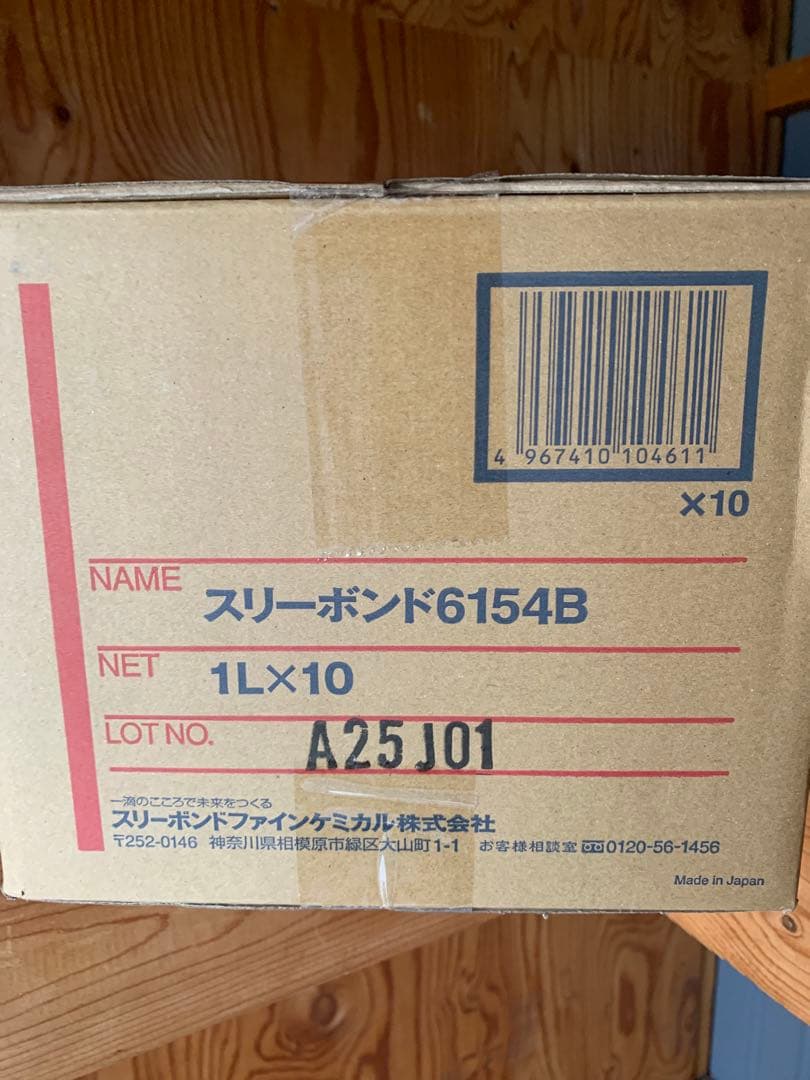 4 967410 104611
×10
NAME スリーボンド6154B
NET 1L×10
LOT NO. A25J01
一滴のこころで未来をつくる
スリーボンドファインケミカル株式会社
〒252-0146 神奈川県相模原市緑区大山町1-1 お客様相談室 0120-56-1456
Made in Japan